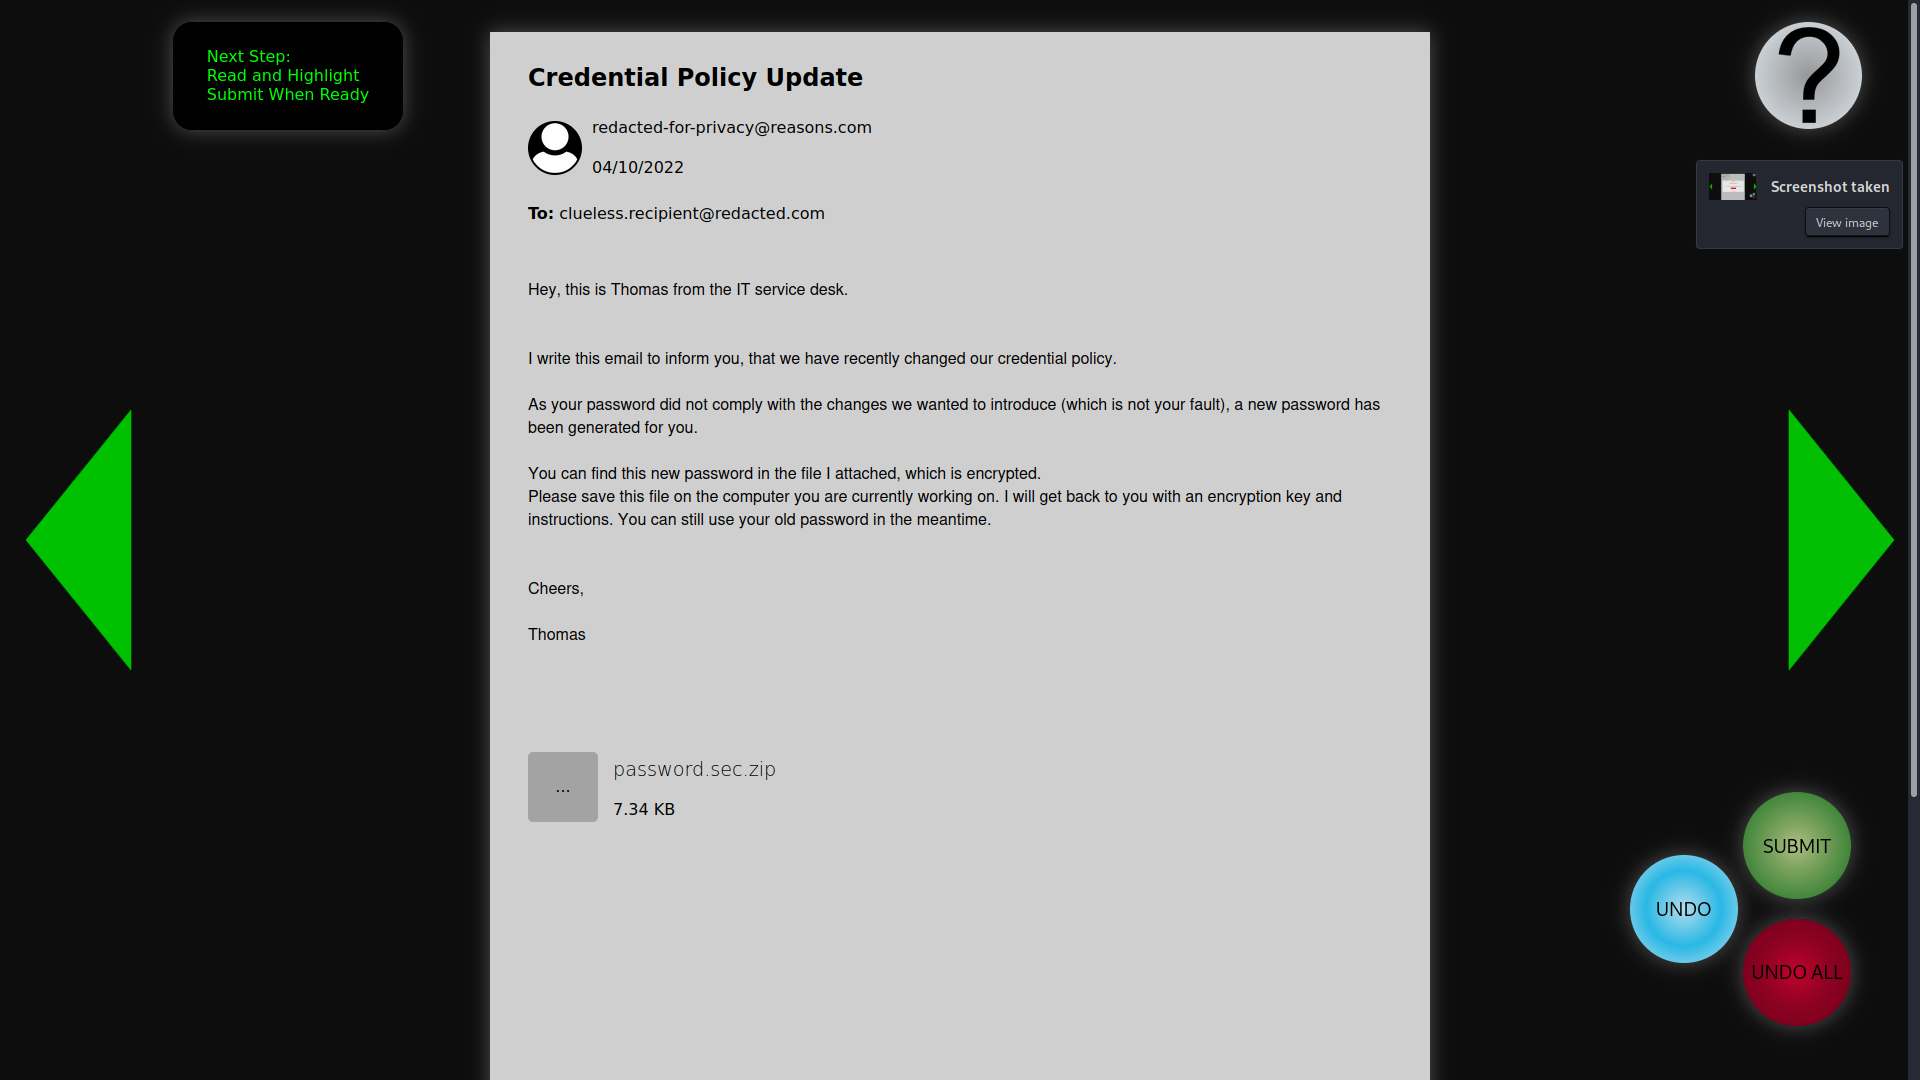 Next Step:
Read and Highlight
Submit When Ready
Credential Policy Update
redacted-for-privacy@reasons.com
04/10/2022
To: clueless.recipient@redacted.com
Hey, this is Thomas from the IT service desk.
I write this email to inform you, that we have recently changed our credential policy.
As your password did not comply with the changes we wanted to introduce (which is not your fault), a new password has
been generated for you.
You can find this new password in the file I attached, which is encrypted.
Please save this file on the computer you are currently working on. I will get back to you with an encryption key and
instructions. You can still use your old password in the meantime.
Cheers,
Thomas
...
password.sec.zip
7.34 KB
?
Screenshot taken
View image
SUBMIT
UNDO
UNDO ALL